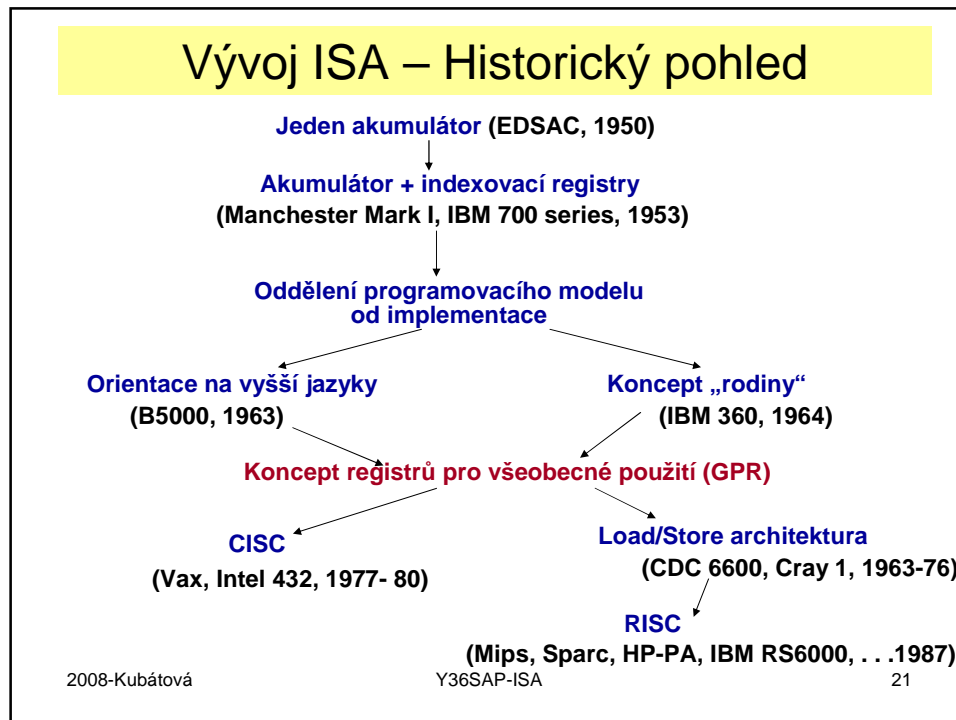 Vývoj ISA – Historický pohled
Jeden akumulátor (EDSAC, 1950)
Akumulátor + indexovací registry
(Manchester Mark I, IBM 700 series, 1953)
Oddělení programovacího modelu
od implementace
Orientace na vyšší jazyky
(B5000, 1963)
Koncept „rodiny“
(IBM 360, 1964)
Koncept registrů pro všeobecné použití (GPR)
CISC
(Vax, Intel 432, 1977- 80)
Load/Store architektura
(CDC 6600, Cray 1, 1963-76)
RISC
(Mips, Sparc, HP-PA, IBM RS6000, . . .1987)
2008-Kubátová
Y36SAP-ISA
21